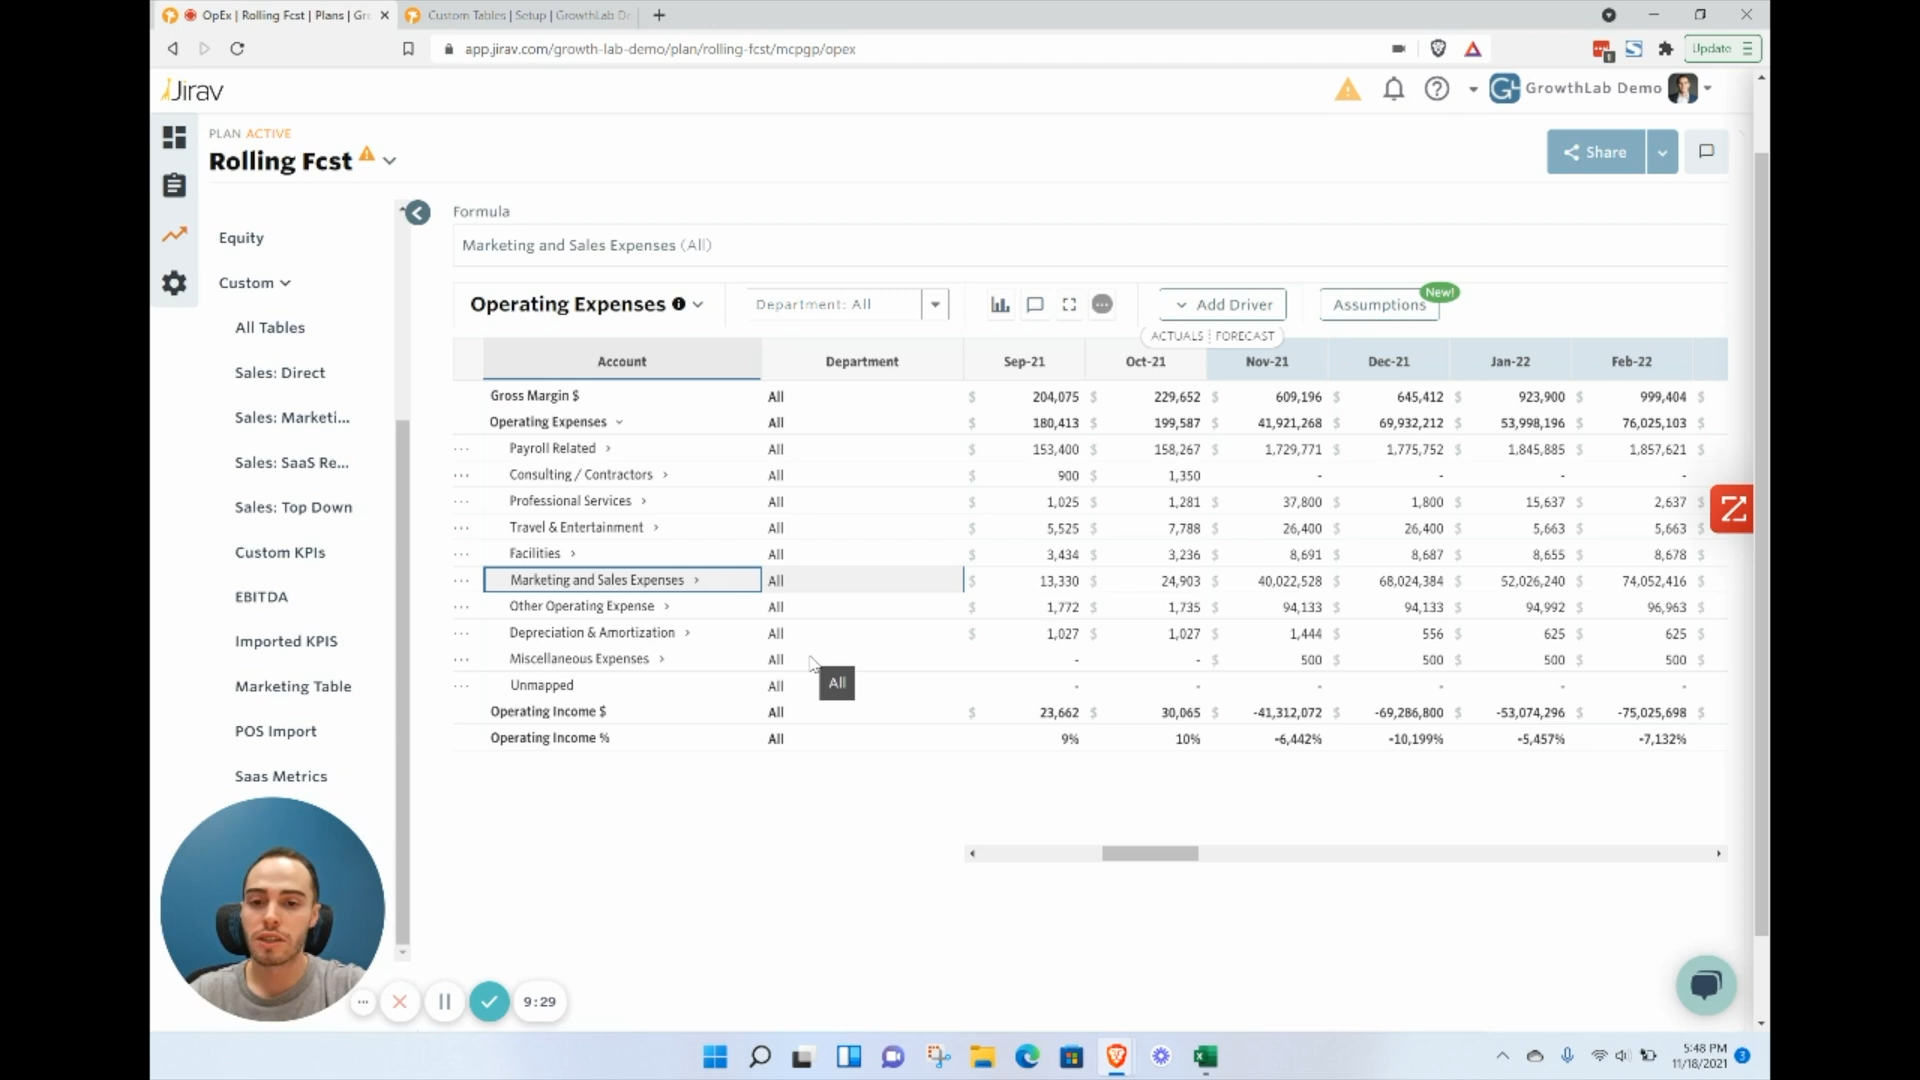 OpEx | Rolling Fcst | Plans | Gr
Custom Tables | Setup | GrowthLab De
app.jirav.com/growth-lab-demo/plan/rolling-fcst/mcpgp/opex
Update
Jirav
GrowthLab Demo
PLAN ACTIVE
Rolling Fcst
Share
Equity
Custom
All Tables
Sales: Direct
Sales: Marketi...
Sales: SaaS Re...
Sales: Top Down
Custom KPIs
EBITDA
Imported KPIS
Marketing Table
POS Import
Saas Metrics
Formula
Marketing and Sales Expenses (All)
Operating Expenses
Department: All
Add Driver
Assumptions
New!
ACTUALS FORECAST
Account Department Sep-21 Oct-21 Nov-21 Dec-21 Jan-22 Feb-22
Gross Margin $ All $ 204,075 $ 229,652 $ 609,196 $ 645,412 $ 923,900 $ 999,404 $
Operating Expenses All $ 180,413 $ 199,587 $ 41,921,268 $ 69,932,212 $ 53,998,196 $ 76,025,103 $
... Payroll Related All $ 153,400 $ 158,267 $ 1,729,771 $ 1,775,752 $ 1,845,885 $ 1,857,621 $
... Consulting / Contractors All $ 900 $ 1,350 - - - -
... Professional Services All $ 1,025 $ 1,281 $ 37,800 $ 1,800 $ 15,637 $ 2,637 $
... Travel & Entertainment All $ 5,525 $ 7,788 $ 26,400 $ 26,400 $ 5,663 $ 5,663 $
... Facilities All $ 3,434 $ 3,236 $ 8,691 $ 8,687 $ 8,655 $ 8,678 $
... Marketing and Sales Expenses All $ 13,330 $ 24,903 $ 40,022,528 $ 68,024,384 $ 52,026,240 $ 74,052,416 $
... Other Operating Expense All $ 1,772 $ 1,735 $ 94,133 $ 94,133 $ 94,992 $ 96,963 $
... Depreciation & Amortization All $ 1,027 $ 1,027 $ 1,444 $ 556 $ 625 $ 625 $
... Miscellaneous Expenses All - - $ 500 $ 500 $ 500 $ 500 $
... Unmapped All - - - - - -
Operating Income $ All $ 23,662 $ 30,065 $ -41,312,072 $ -69,286,800 $ -53,074,296 $ -75,025,698 $
Operating Income % All 9% 10% -6,442% -10,199% -5,457% -7,132%
All
9:29
5:48 PM
11/18/2021
3